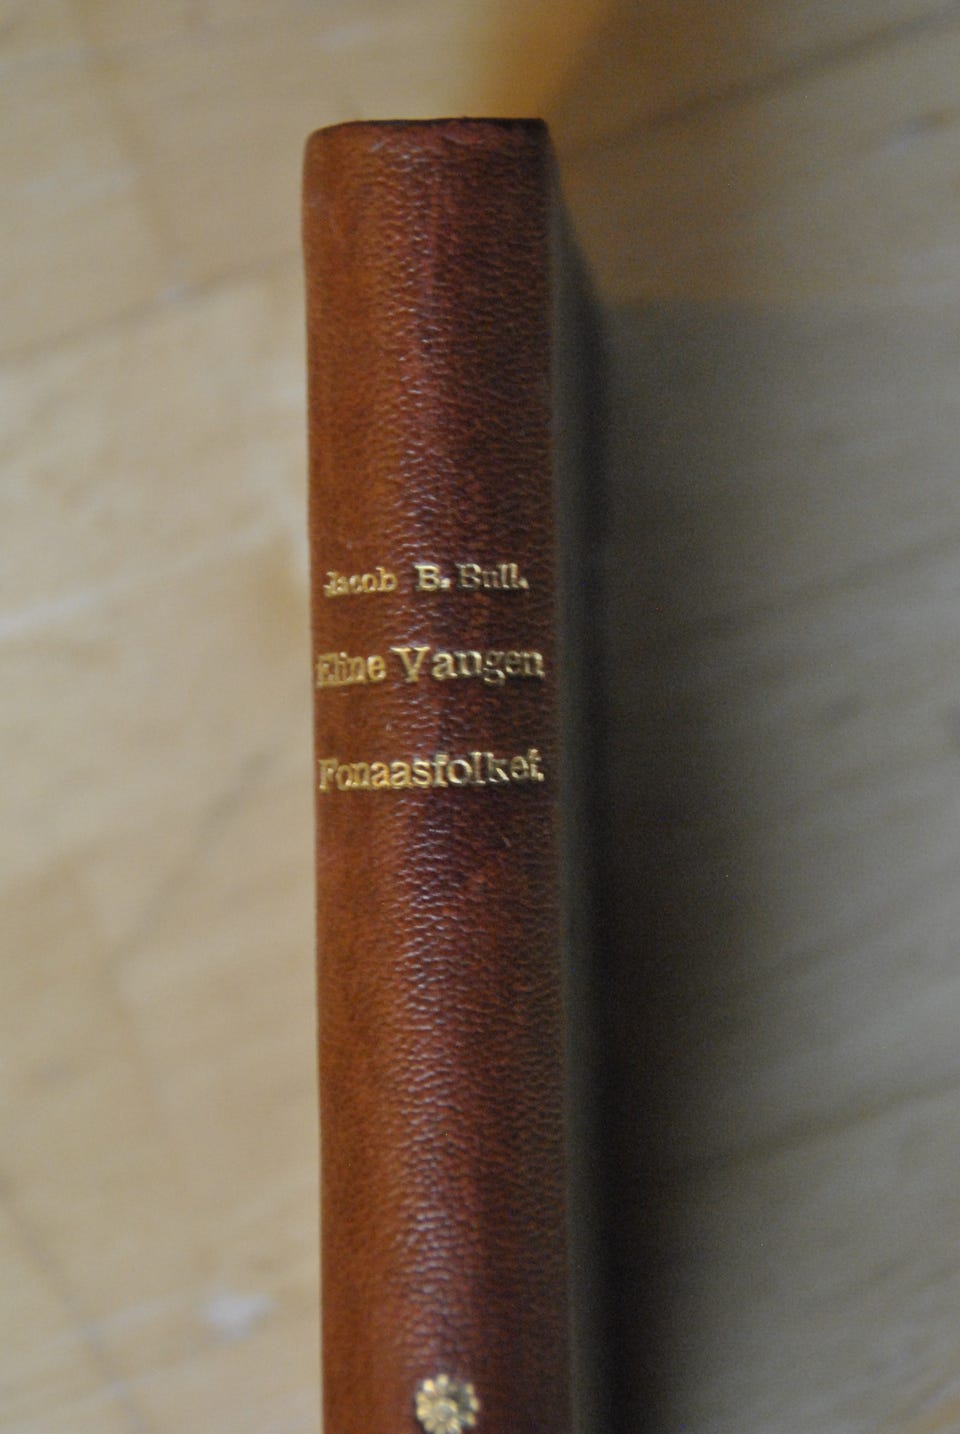 Jacob B. Bull.
Eline Vangen
Fonaasfolket.